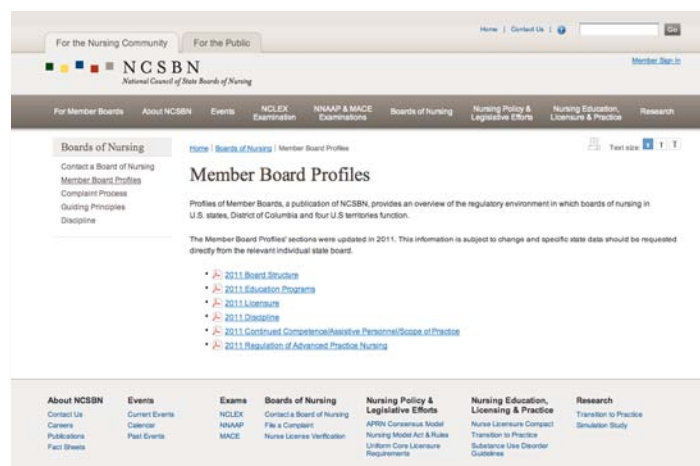 Home | Contact Us |
Go
For the Nursing Community
For the Public
Member Sign In
NCSBN
National Council of State Boards of Nursing
For Member Boards
About NCSBN
Events
NCLEX Examination
NNAAP & MACE Examinations
Boards of Nursing
Nursing Policy & Legislative Efforts
Nursing Education, Licensure & Practice
Research
Boards of Nursing
Contact a Board of Nursing
Member Board Profiles
Complaint Process
Guiding Principles
Discipline
Home | Boards of Nursing | Member Board Profiles
Text size: T T T
Member Board Profiles
Profiles of Member Boards, a publication of NCSBN, provides an overview of the regulatory environment in which boards of nursing in
U.S. states, District of Columbia and four U.S territories function.
The Member Board Profiles' sections were updated in 2011. This information is subject to change and specific state data should be requested
directly from the relevant individual state board.
• 2011 Board Structure
• 2011 Education Programs
• 2011 Licensure
• 2011 Discipline
• 2011 Continued Competence/Assistive Personnel/Scope of Practice
• 2011 Regulation of Advanced Practice Nursing
About NCSBN
Contact Us
Careers
Publications
Fact Sheets
Events
Current Events
Calendar
Past Events
Exams
NCLEX
NNAAP
MACE
Boards of Nursing
Contact a Board of Nursing
File a Complaint
Nurse License Verification
Nursing Policy &
Legislative Efforts
APRN Consensus Model
Nursing Model Act & Rules
Uniform Core Licensure
Requirements
Nursing Education,
Licensing & Practice
Nurse Licensure Compact
Transition to Practice
Substance Use Disorder
Guidelines
Research
Transition to Practice
Simulation Study